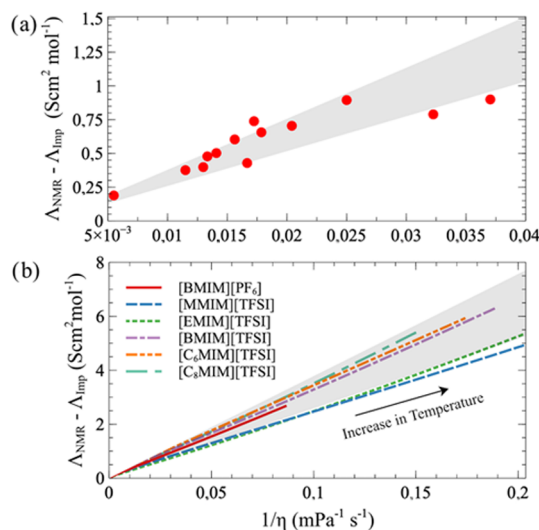 (a)
Λ_NMR - Λ_Imp (Scm² mol⁻¹)
1.5
1.25
1
0.75
0.5
0.25
0
5×10⁻³
0,01
0,015
0,02
0,025
0,03
0,035
0,04
(b)
Λ_NMR - Λ_Imp (Scm²mol⁻¹)
8
6
4
2
0
[BMIM][PF₆]
[MMIM][TFSI]
[EMIM][TFSI]
[BMIM][TFSI]
[C₆MIM][TFSI]
[C₈MIM][TFSI]
Increase in Temperature
0
0,05
0,1
0,15
0,2
1/η (mPa⁻¹ s⁻¹)